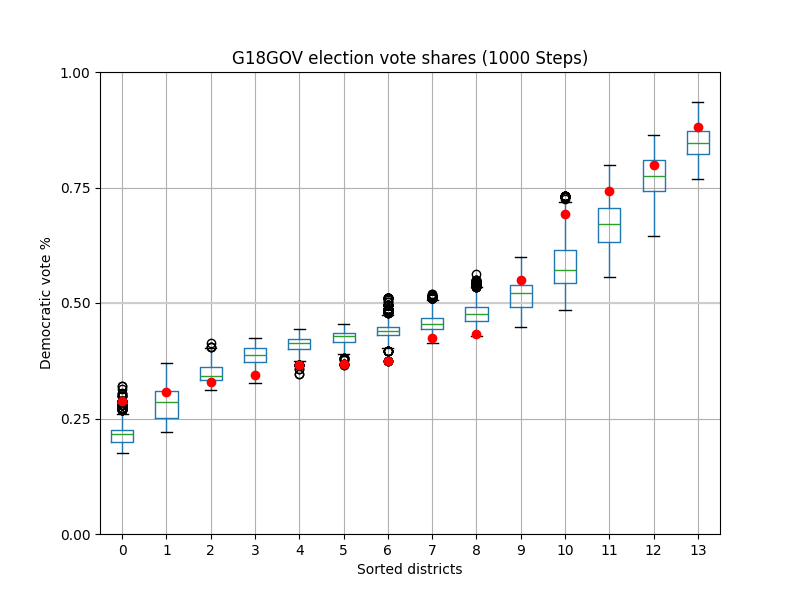 G18GOV election vote shares (1000 Steps)
Democratic vote %
1.00
0.75
0.50
0.25
0.00
0 1 2 3 4 5 6 7 8 9 10 11 12 13
Sorted districts